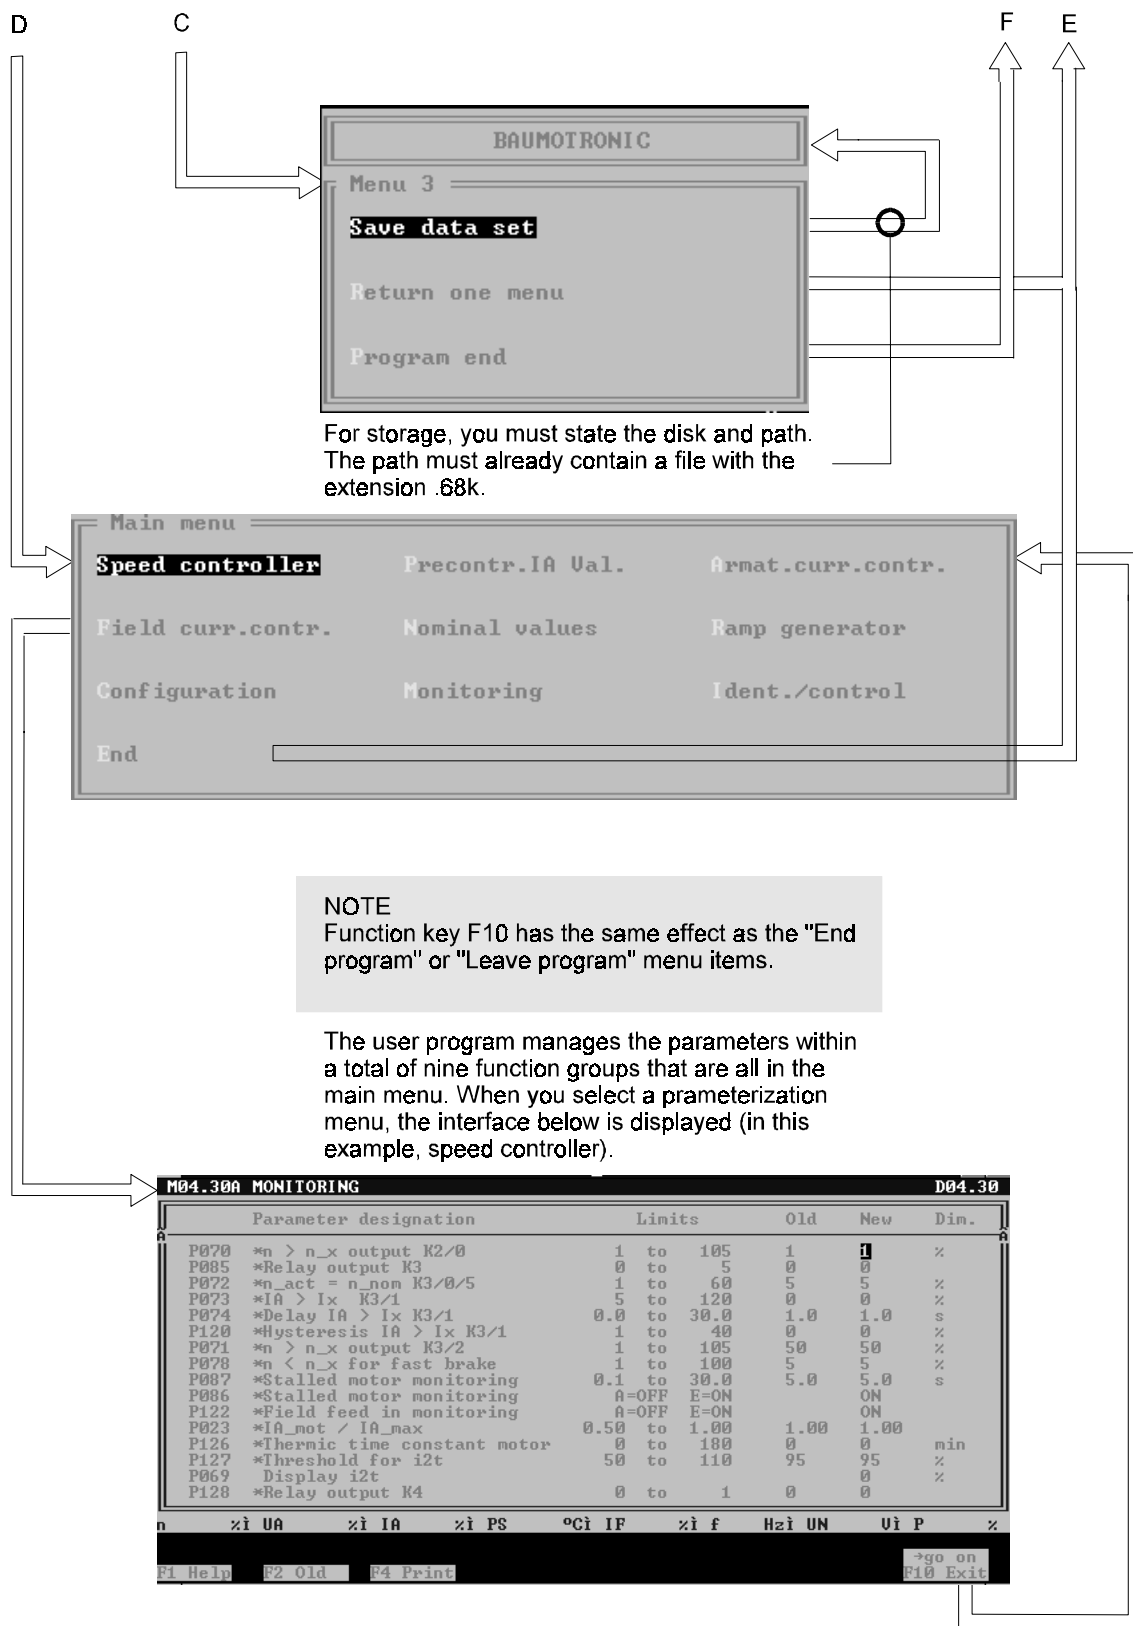 D C F E
BAUMOTRONIC
Menu 3
Save data set
Return one menu
Program end
For storage, you must state the disk and path.
The path must already contain a file with the
extension .68k.
Main menu
Speed controller Precontr.IA Val. Armat.curr.contr.
Field curr.contr. Nominal values Ramp generator
Configuration Monitoring Ident./control
End
NOTE
Function key F10 has the same effect as the "End
program" or "Leave program" menu items.
The user program manages the parameters within
a total of nine function groups that are all in the
main menu. When you select a prameterization
menu, the interface below is displayed (in this
example, speed controller).
M04.30A MONITORING D04.30
Parameter designation Limits Old New Dim.
P070 *n > n_x output K2/0 1 to 105 1 1 %
P085 *Relay output K3 0 to 5 0 0
P072 *n_act = n_nom K3/0/5 1 to 60 5 5 %
P073 *IA > Ix K3/1 5 to 120 0 0 %
P074 *Delay IA > Ix K3/1 0.0 to 30.0 1.0 1.0 s
P120 *Hysteresis IA > Ix K3/1 1 to 40 0 0 %
P071 *n > n_x output K3/2 1 to 105 50 50 %
P078 *n < n_x for fast brake 1 to 100 5 5 %
P087 *Stalled motor monitoring 0.1 to 30.0 5.0 5.0 s
P086 *Stalled motor monitoring A=OFF E=ON ON
P122 *Field feed in monitoring A=OFF E=ON ON
P023 *IA_mot / IA_max 0.50 to 1.00 1.00 1.00
P126 *Thermic time constant motor 0 to 180 0 0 min
P127 *Threshold for i2t 50 to 110 95 95 %
P069 Display i2t 0 %
P128 *Relay output K4 0 to 1 0 0
n %Ì UA %Ì IA %Ì PS ºCÌ IF %Ì f HzÌ UN VÌ P %
→go on
F1 Help F2 Old F4 Print F10 Exit